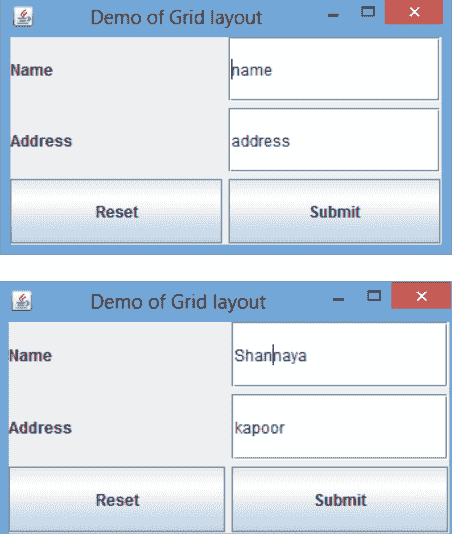 Demo of Grid layout
Name name
Address address
Reset Submit
Demo of Grid layout
Name Shannaya
Address kapoor
Reset Submit